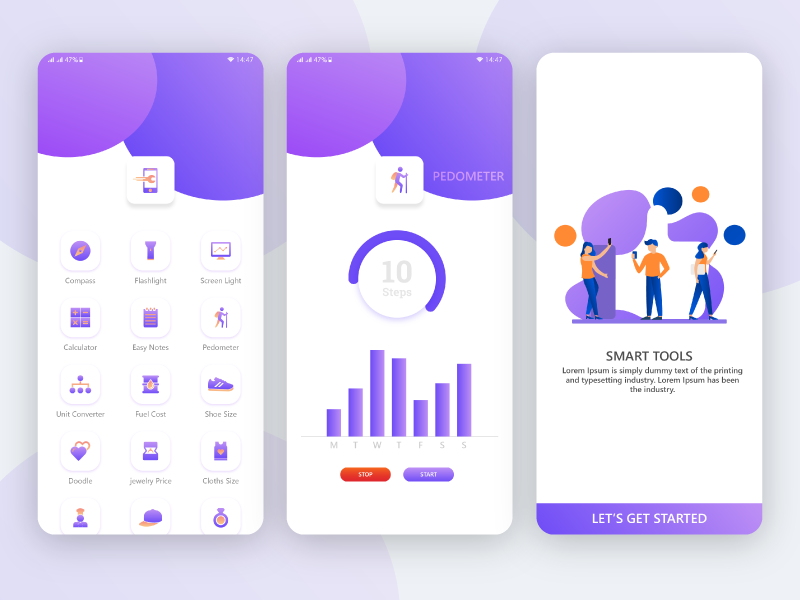 47%
14:47
Compass
Flashlight
Screen Light
Calculator
Easy Notes
Pedometer
Unit Converter
Fuel Cost
Shoe Size
Doodle
jewelry Price
Cloths Size
47%
14:47
PEDOMETER
10
Steps
M T W T F S S
STOP
START
SMART TOOLS
Lorem Ipsum is simply dummy text of the printing
and typesetting industry. Lorem Ipsum has been
the industry.
LET'S GET STARTED